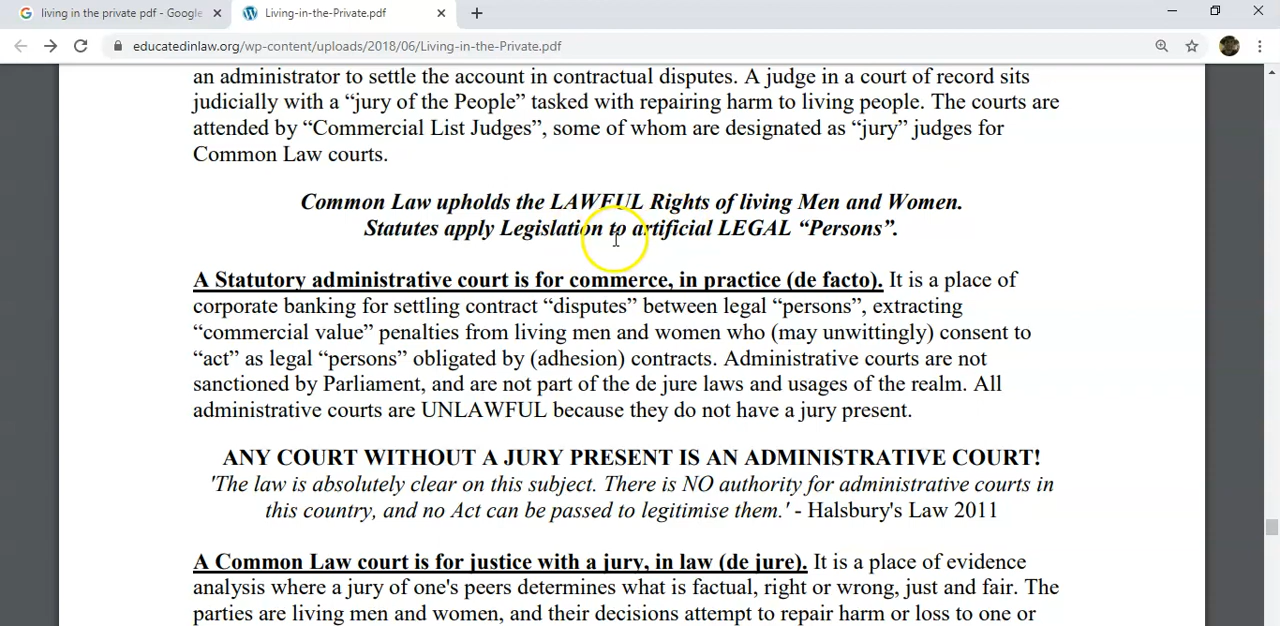 living in the private pdf - Google
Living-in-the-Private.pdf
educatedinlaw.org/wp-content/uploads/2018/06/Living-in-the-Private.pdf
an administrator to settle the account in contractual disputes. A judge in a court of record sits
judicially with a “jury of the People” tasked with repairing harm to living people. The courts are
attended by “Commercial List Judges”, some of whom are designated as “jury” judges for
Common Law courts.
Common Law upholds the LAWFUL Rights of living Men and Women.
Statutes apply Legislation to artificial LEGAL “Persons”.
A Statutory administrative court is for commerce, in practice (de facto). It is a place of
corporate banking for settling contract “disputes” between legal “persons”, extracting
“commercial value” penalties from living men and women who (may unwittingly) consent to
“act” as legal “persons” obligated by (adhesion) contracts. Administrative courts are not
sanctioned by Parliament, and are not part of the de jure laws and usages of the realm. All
administrative courts are UNLAWFUL because they do not have a jury present.
ANY COURT WITHOUT A JURY PRESENT IS AN ADMINISTRATIVE COURT!
'The law is absolutely clear on this subject. There is NO authority for administrative courts in
this country, and no Act can be passed to legitimise them.' - Halsbury's Law 2011
A Common Law court is for justice with a jury, in law (de jure). It is a place of evidence
analysis where a jury of one's peers determines what is factual, right or wrong, just and fair. The
parties are living men and women, and their decisions attempt to repair harm or loss to one or